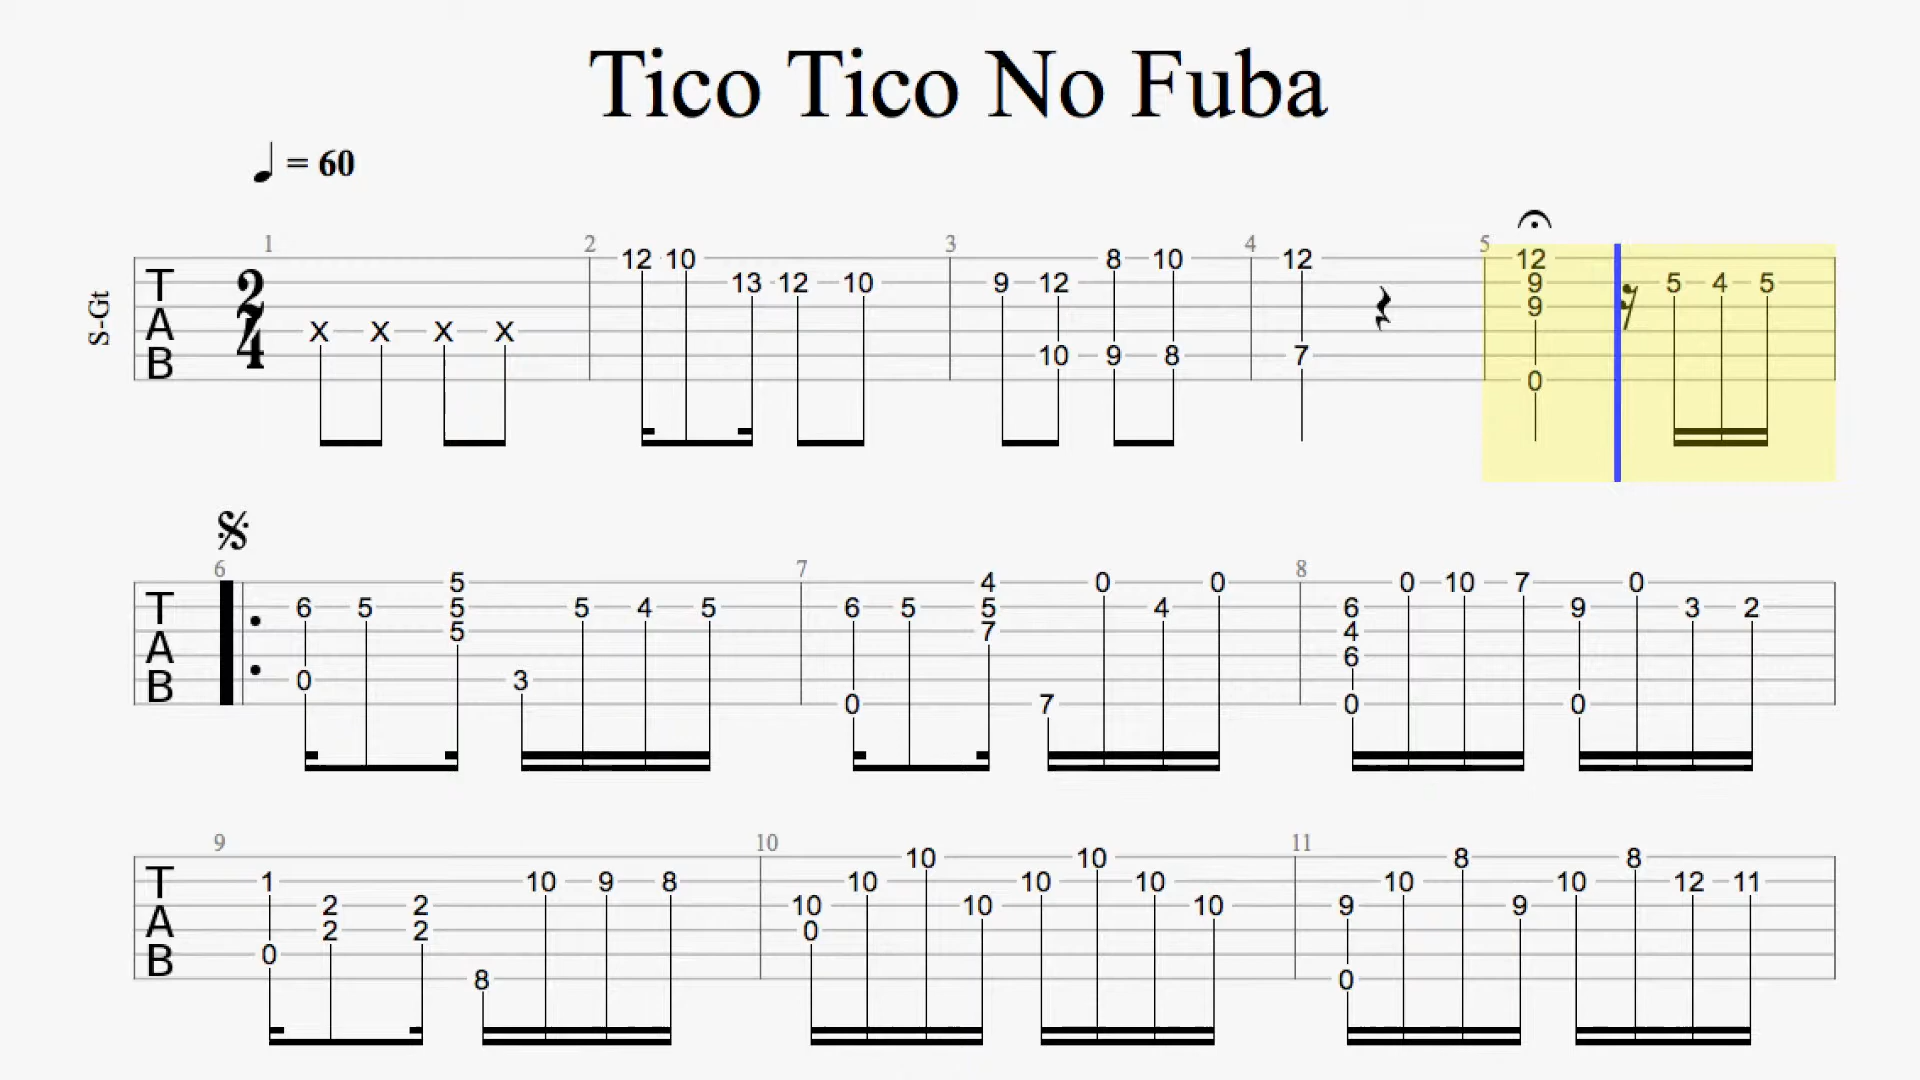 Tico Tico No Fuba
♩ = 60
1 2 3 4 5
12 10 8 10 12 12
S-Gt T 2 13 12 10 9 12 9 5 4 5
9
A 4 x x x x
B 10 9 8 7
0
6 7 8
5 4 0 0 0 10 7 0
T 6 5 5 5 4 5 6 5 5 4 6 9 3 2
5 7 4
A 6
B 0 3
0 7 0 0
9 10 11
10 10 8 8
T 1 10 9 8 10 10 10 10 10 12 11
2 2 10 10 10 9 9
A 2 2 0
B 0
8 0